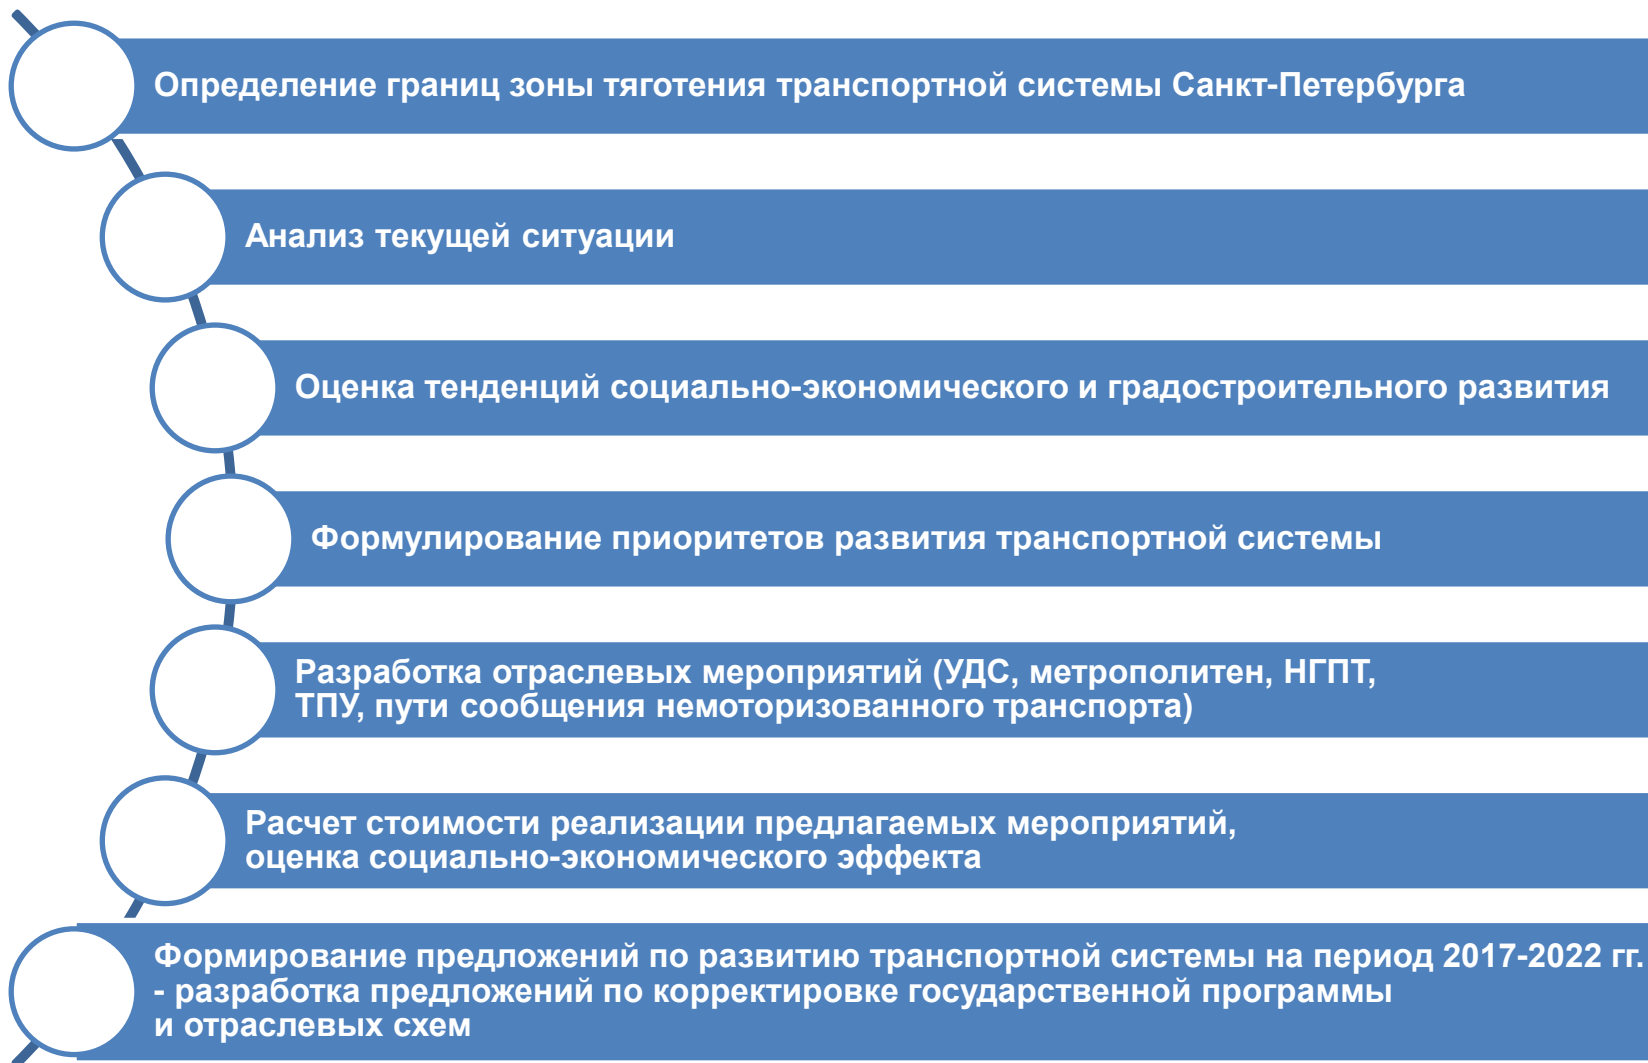 Определение границ зоны тяготения транспортной системы Санкт-Петербурга
Анализ текущей ситуации
Оценка тенденций социально-экономического и градостроительного развития
Формулирование приоритетов развития транспортной системы
Разработка отраслевых мероприятий (УДС, метрополитен, НГПТ,
ТПУ, пути сообщения немоторизованного транспорта)
Расчет стоимости реализации предлагаемых мероприятий,
оценка социально-экономического эффекта
Формирование предложений по развитию транспортной системы на период 2017-2022 гг.
- разработка предложений по корректировке государственной программы
и отраслевых схем